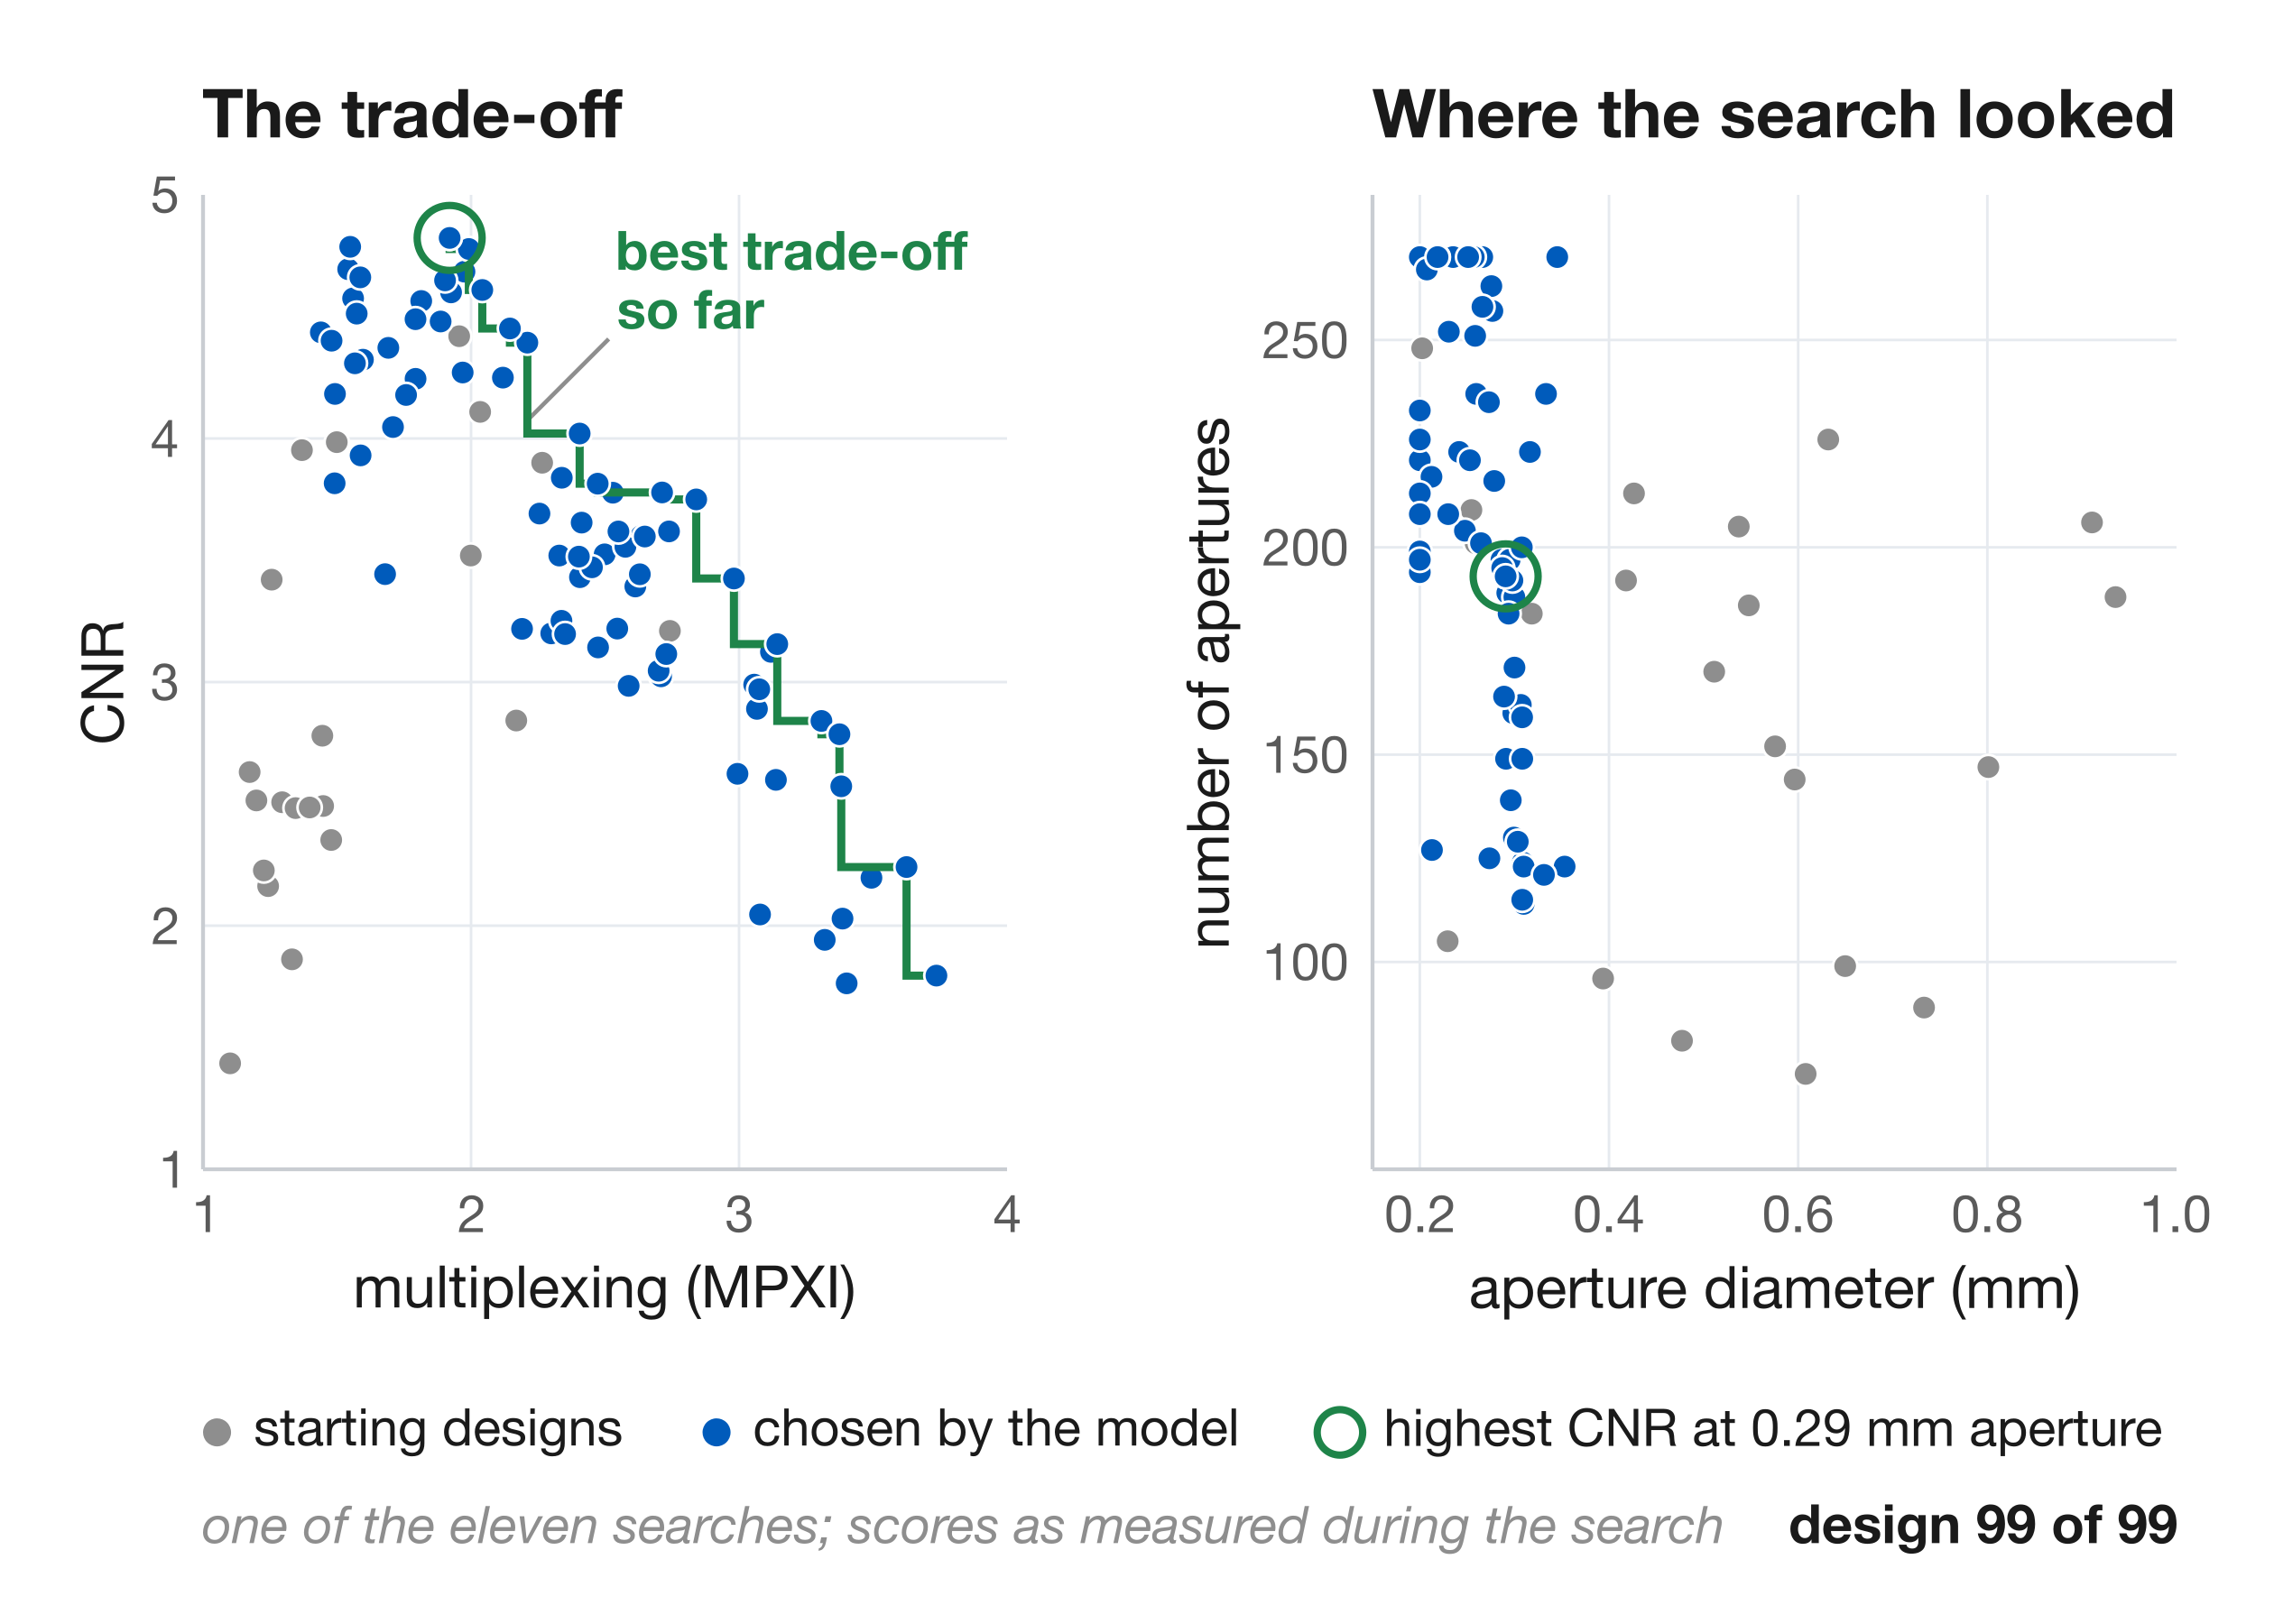 The trade-off
5
4
3
2
1
CNR
best trade-off
so far
1 2 3 4
multiplexing (MPXI)
Where the search looked
250
200
150
100
number of apertures
0.2 0.4 0.6 0.8 1.0
aperture diameter (mm)
starting designs
chosen by the model
highest CNR at 0.29 mm aperture
one of the eleven searches; scores as measured during the search
design 99 of 99